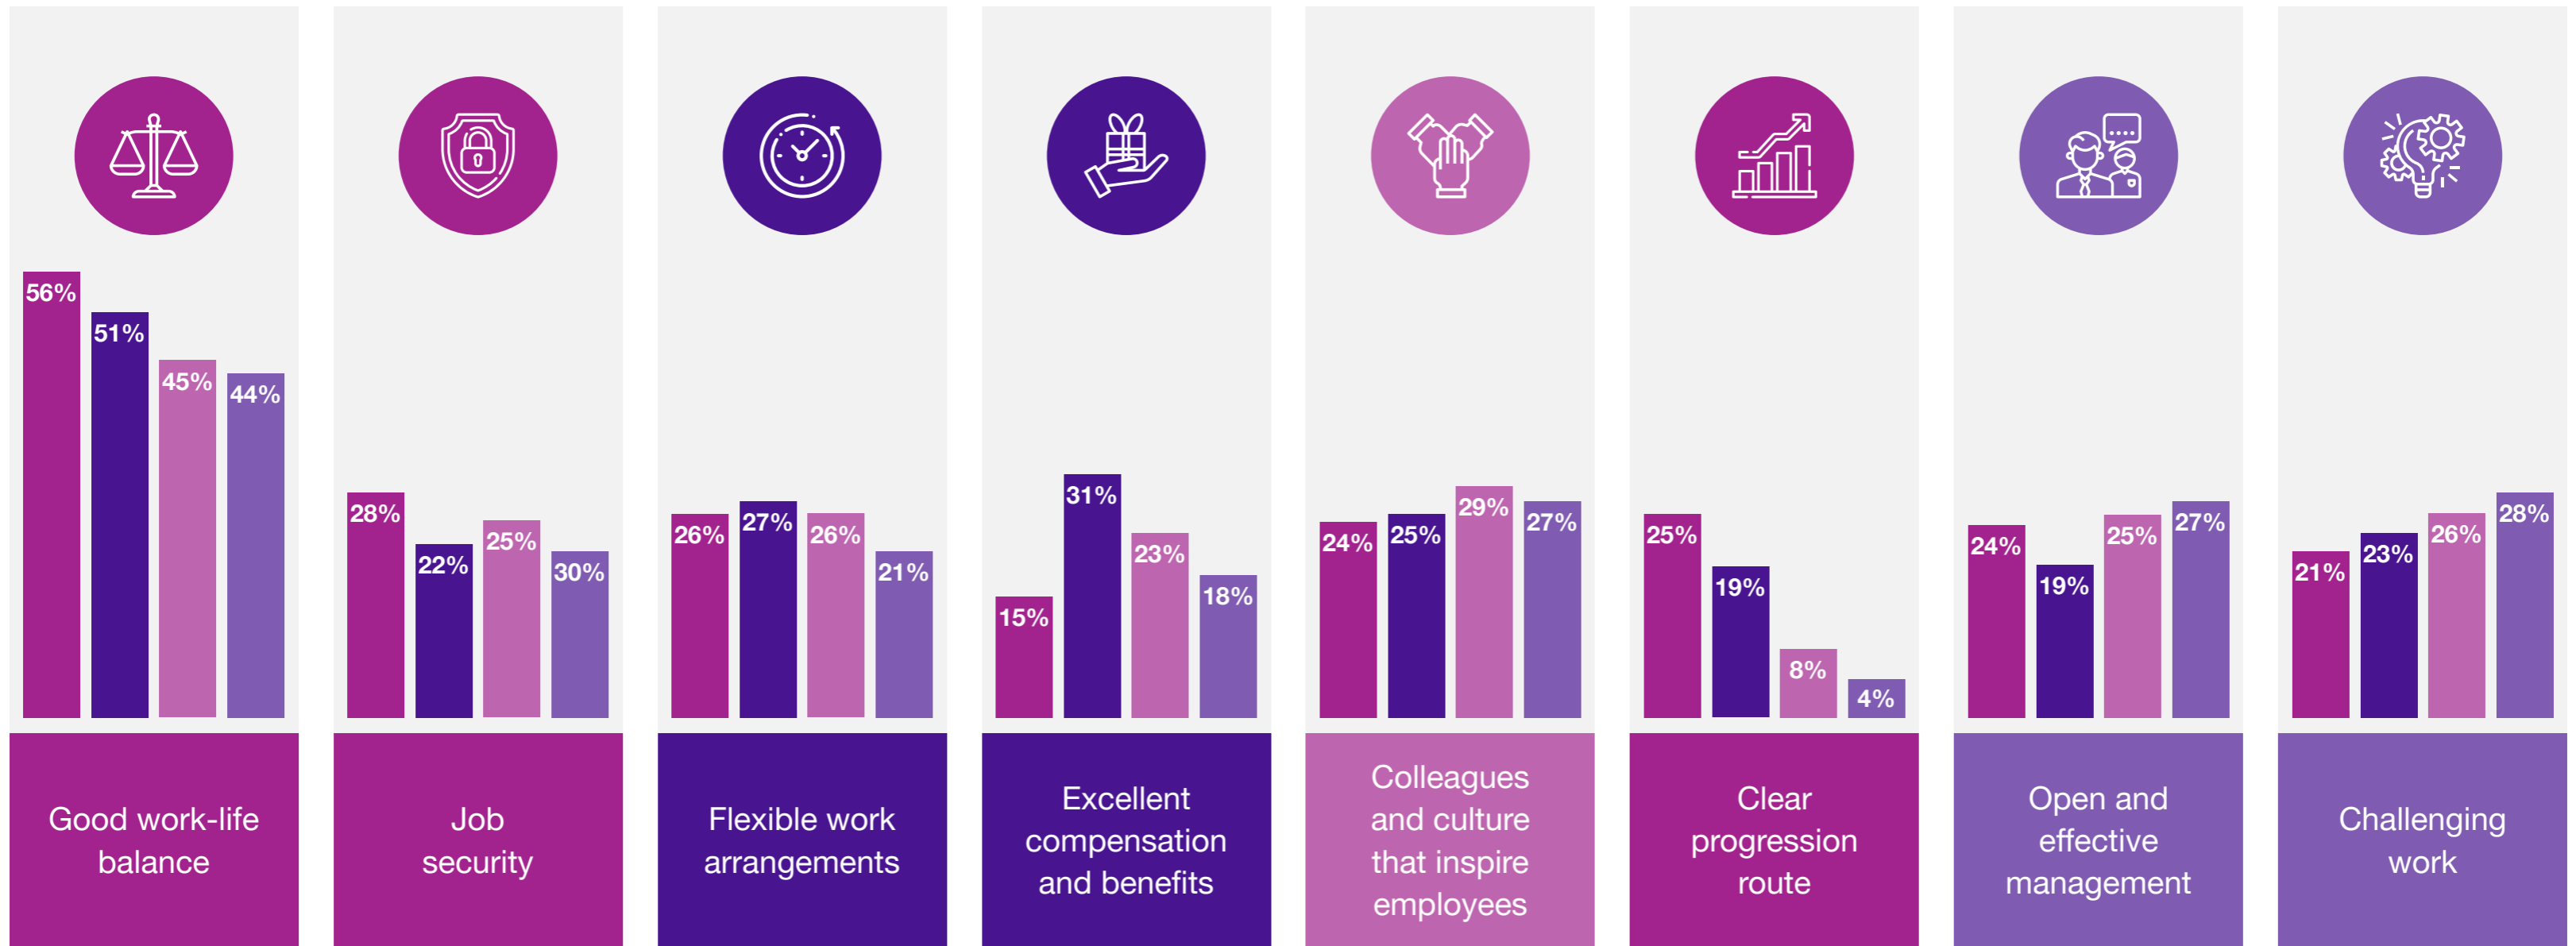 56%
51%
45%
44%
Good work-life
balance
28%
22%
25%
30%
Job
security
26%
27%
26%
21%
Flexible work
arrangements
15%
31%
23%
18%
Excellent
compensation
and benefits
24%
25%
29%
27%
Colleagues
and culture
that inspire
employees
25%
19%
8%
4%
Clear
progression
route
24%
19%
25%
27%
Open and
effective
management
21%
23%
26%
28%
Challenging
work